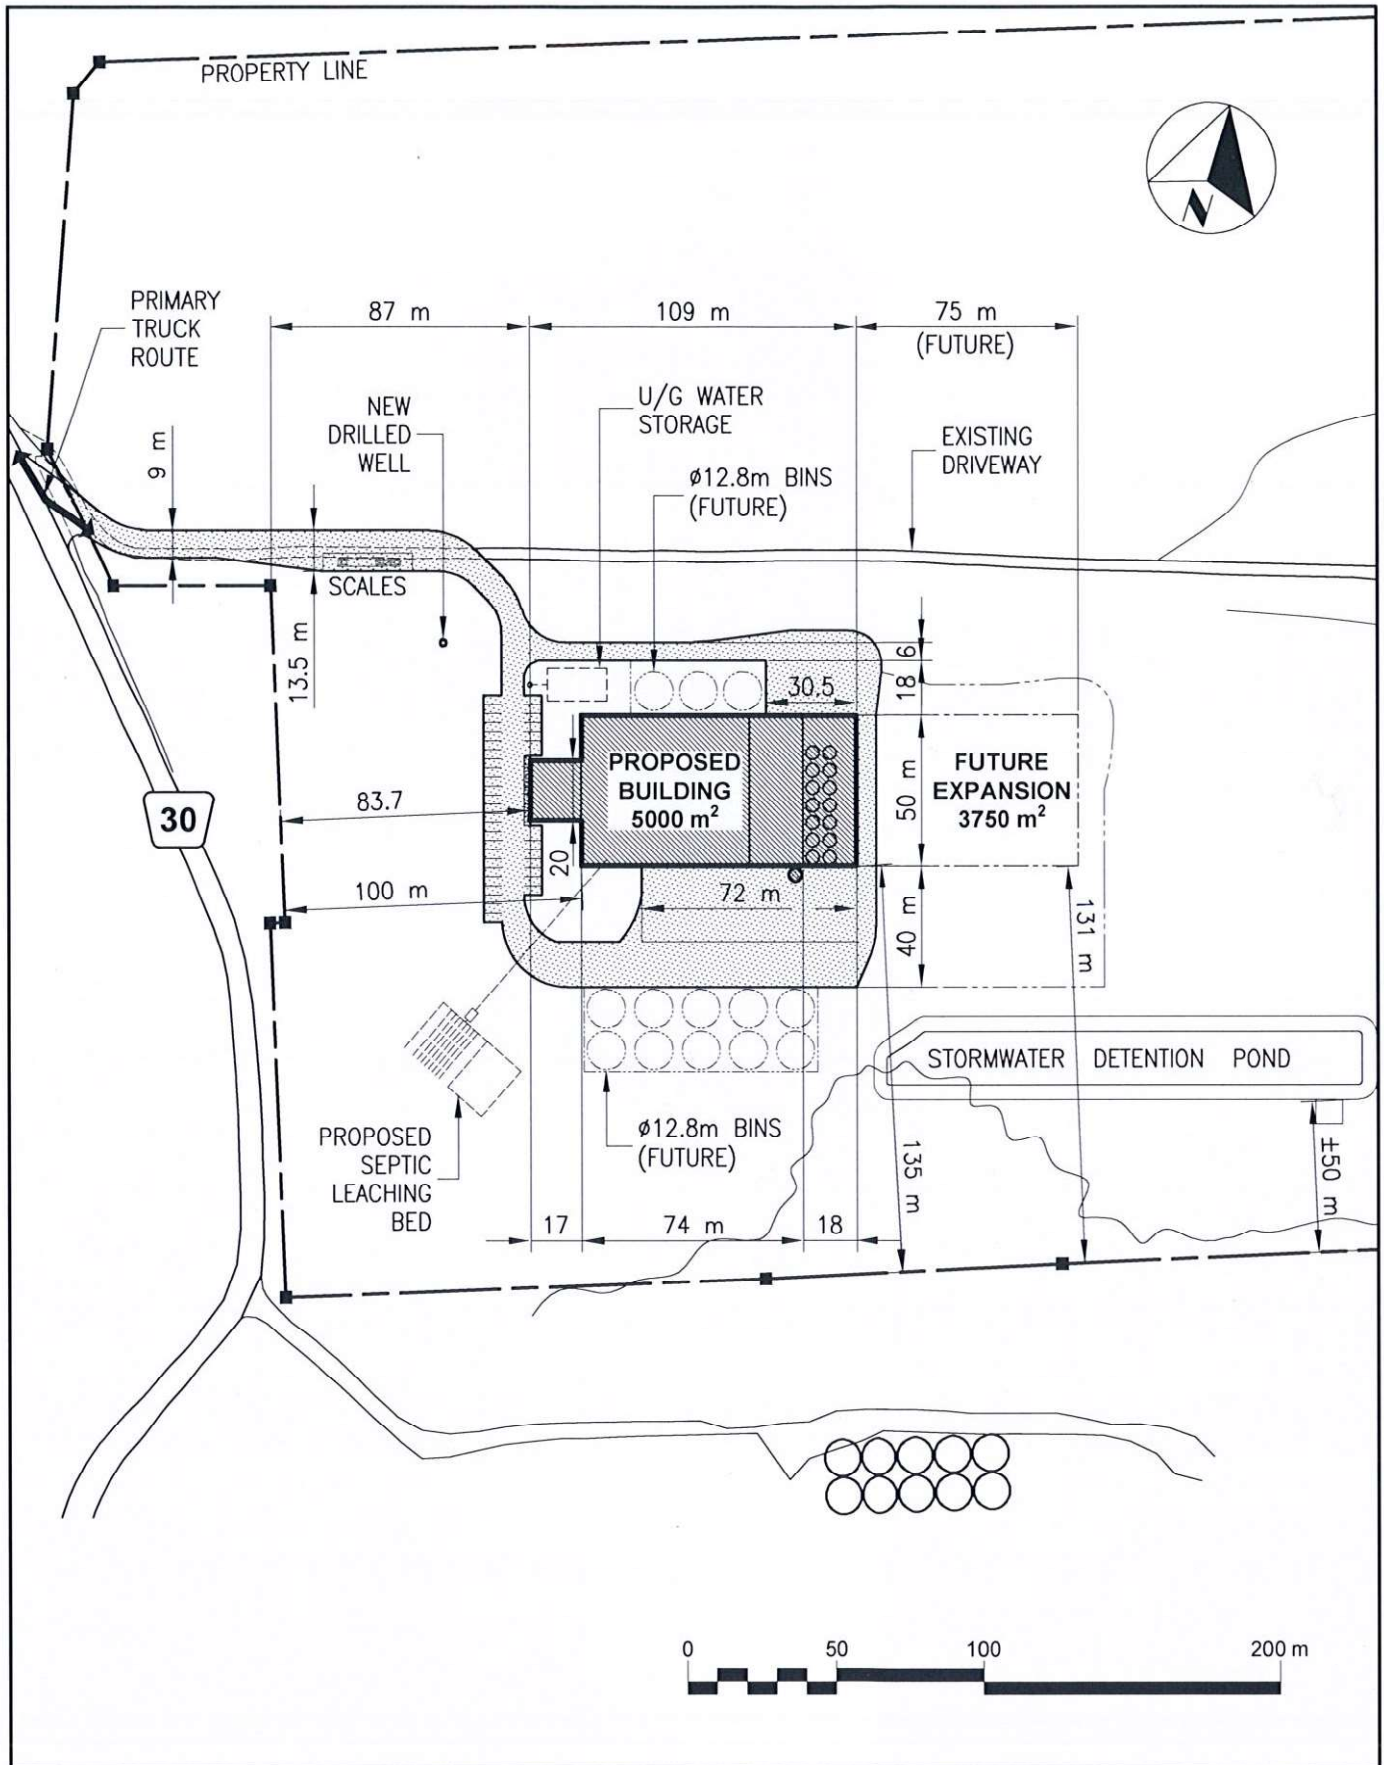 PROPERTY LINE
N
PRIMARY
TRUCK
ROUTE
87 m
109 m
75 m
(FUTURE)
9 m
NEW
DRILLED
WELL
U/G WATER
STORAGE
ø12.8m BINS
(FUTURE)
EXISTING
DRIVEWAY
SCALES
13.5 m
6
18
30.5
PROPOSED
BUILDING
5000 m²
50 m
FUTURE
EXPANSION
3750 m²
83.7
30
20
100 m
72 m
40 m
131 m
STORMWATER DETENTION POND
PROPOSED
SEPTIC
LEACHING
BED
ø12.8m BINS
(FUTURE)
135 m
±50 m
17
74 m
18
0
50
100
200 m